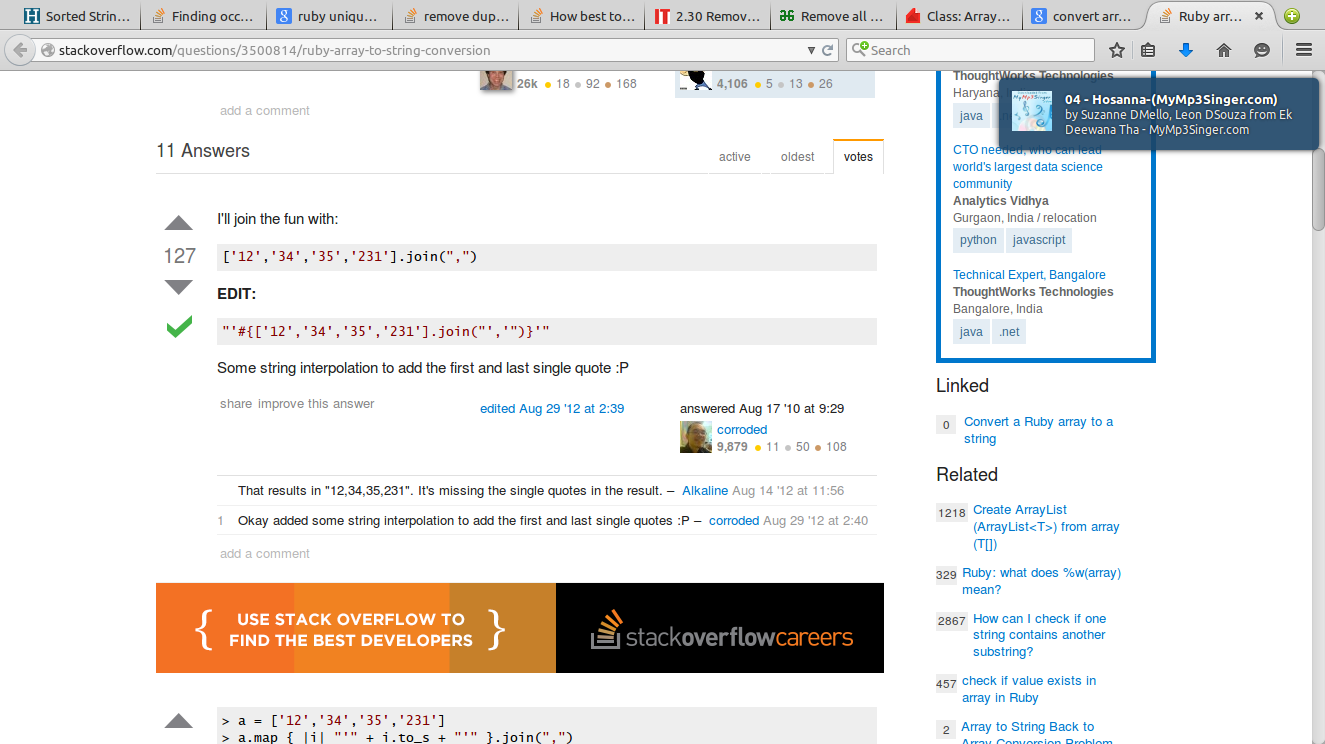 Sorted Strin...
Finding occ...
ruby uniqu...
remove dup...
How best to...
2.30 Remov...
Remove all ...
Class: Array...
convert arr...
Ruby arr...
stackoverflow.com/questions/3500814/ruby-array-to-string-conversion
Search
26k 18 92 168
4,106 5 13 26
add a comment
11 Answers
active oldest votes
127
I'll join the fun with:
['12','34','35','231'].join(",")
EDIT:
"'#{['12','34','35','231'].join("','")}'"
Some string interpolation to add the first and last single quote :P
share improve this answer
edited Aug 29 '12 at 2:39
answered Aug 17 '10 at 9:29
corroded
9,879 11 50 108
That results in "12,34,35,231". It's missing the single quotes in the result. – Alkaline Aug 14 '12 at 11:56
1 Okay added some string interpolation to add the first and last single quotes :P – corroded Aug 29 '12 at 2:40
add a comment
{ USE STACK OVERFLOW TO
FIND THE BEST DEVELOPERS }
stackoverflowcareers
> a = ['12','34','35','231']
> a.map { |i| "'" + i.to_s + "'" }.join(",")
ThoughtWorks Technologies
Haryana,
java
04 - Hosanna-(MyMp3Singer.com)
by Suzanne DMello, Leon DSouza from Ek
Deewana Tha - MyMp3Singer.com
CTO needed, who can lead
world's largest data science
community
Analytics Vidhya
Gurgaon, India / relocation
python javascript
Technical Expert, Bangalore
ThoughtWorks Technologies
Bangalore, India
java .net
Linked
0 Convert a Ruby array to a
string
Related
1218 Create ArrayList
(ArrayList<T>) from array
(T[])
329 Ruby: what does %w(array)
mean?
2867 How can I check if one
string contains another
substring?
457 check if value exists in
array in Ruby
2 Array to String Back to
Array Conversion Problem